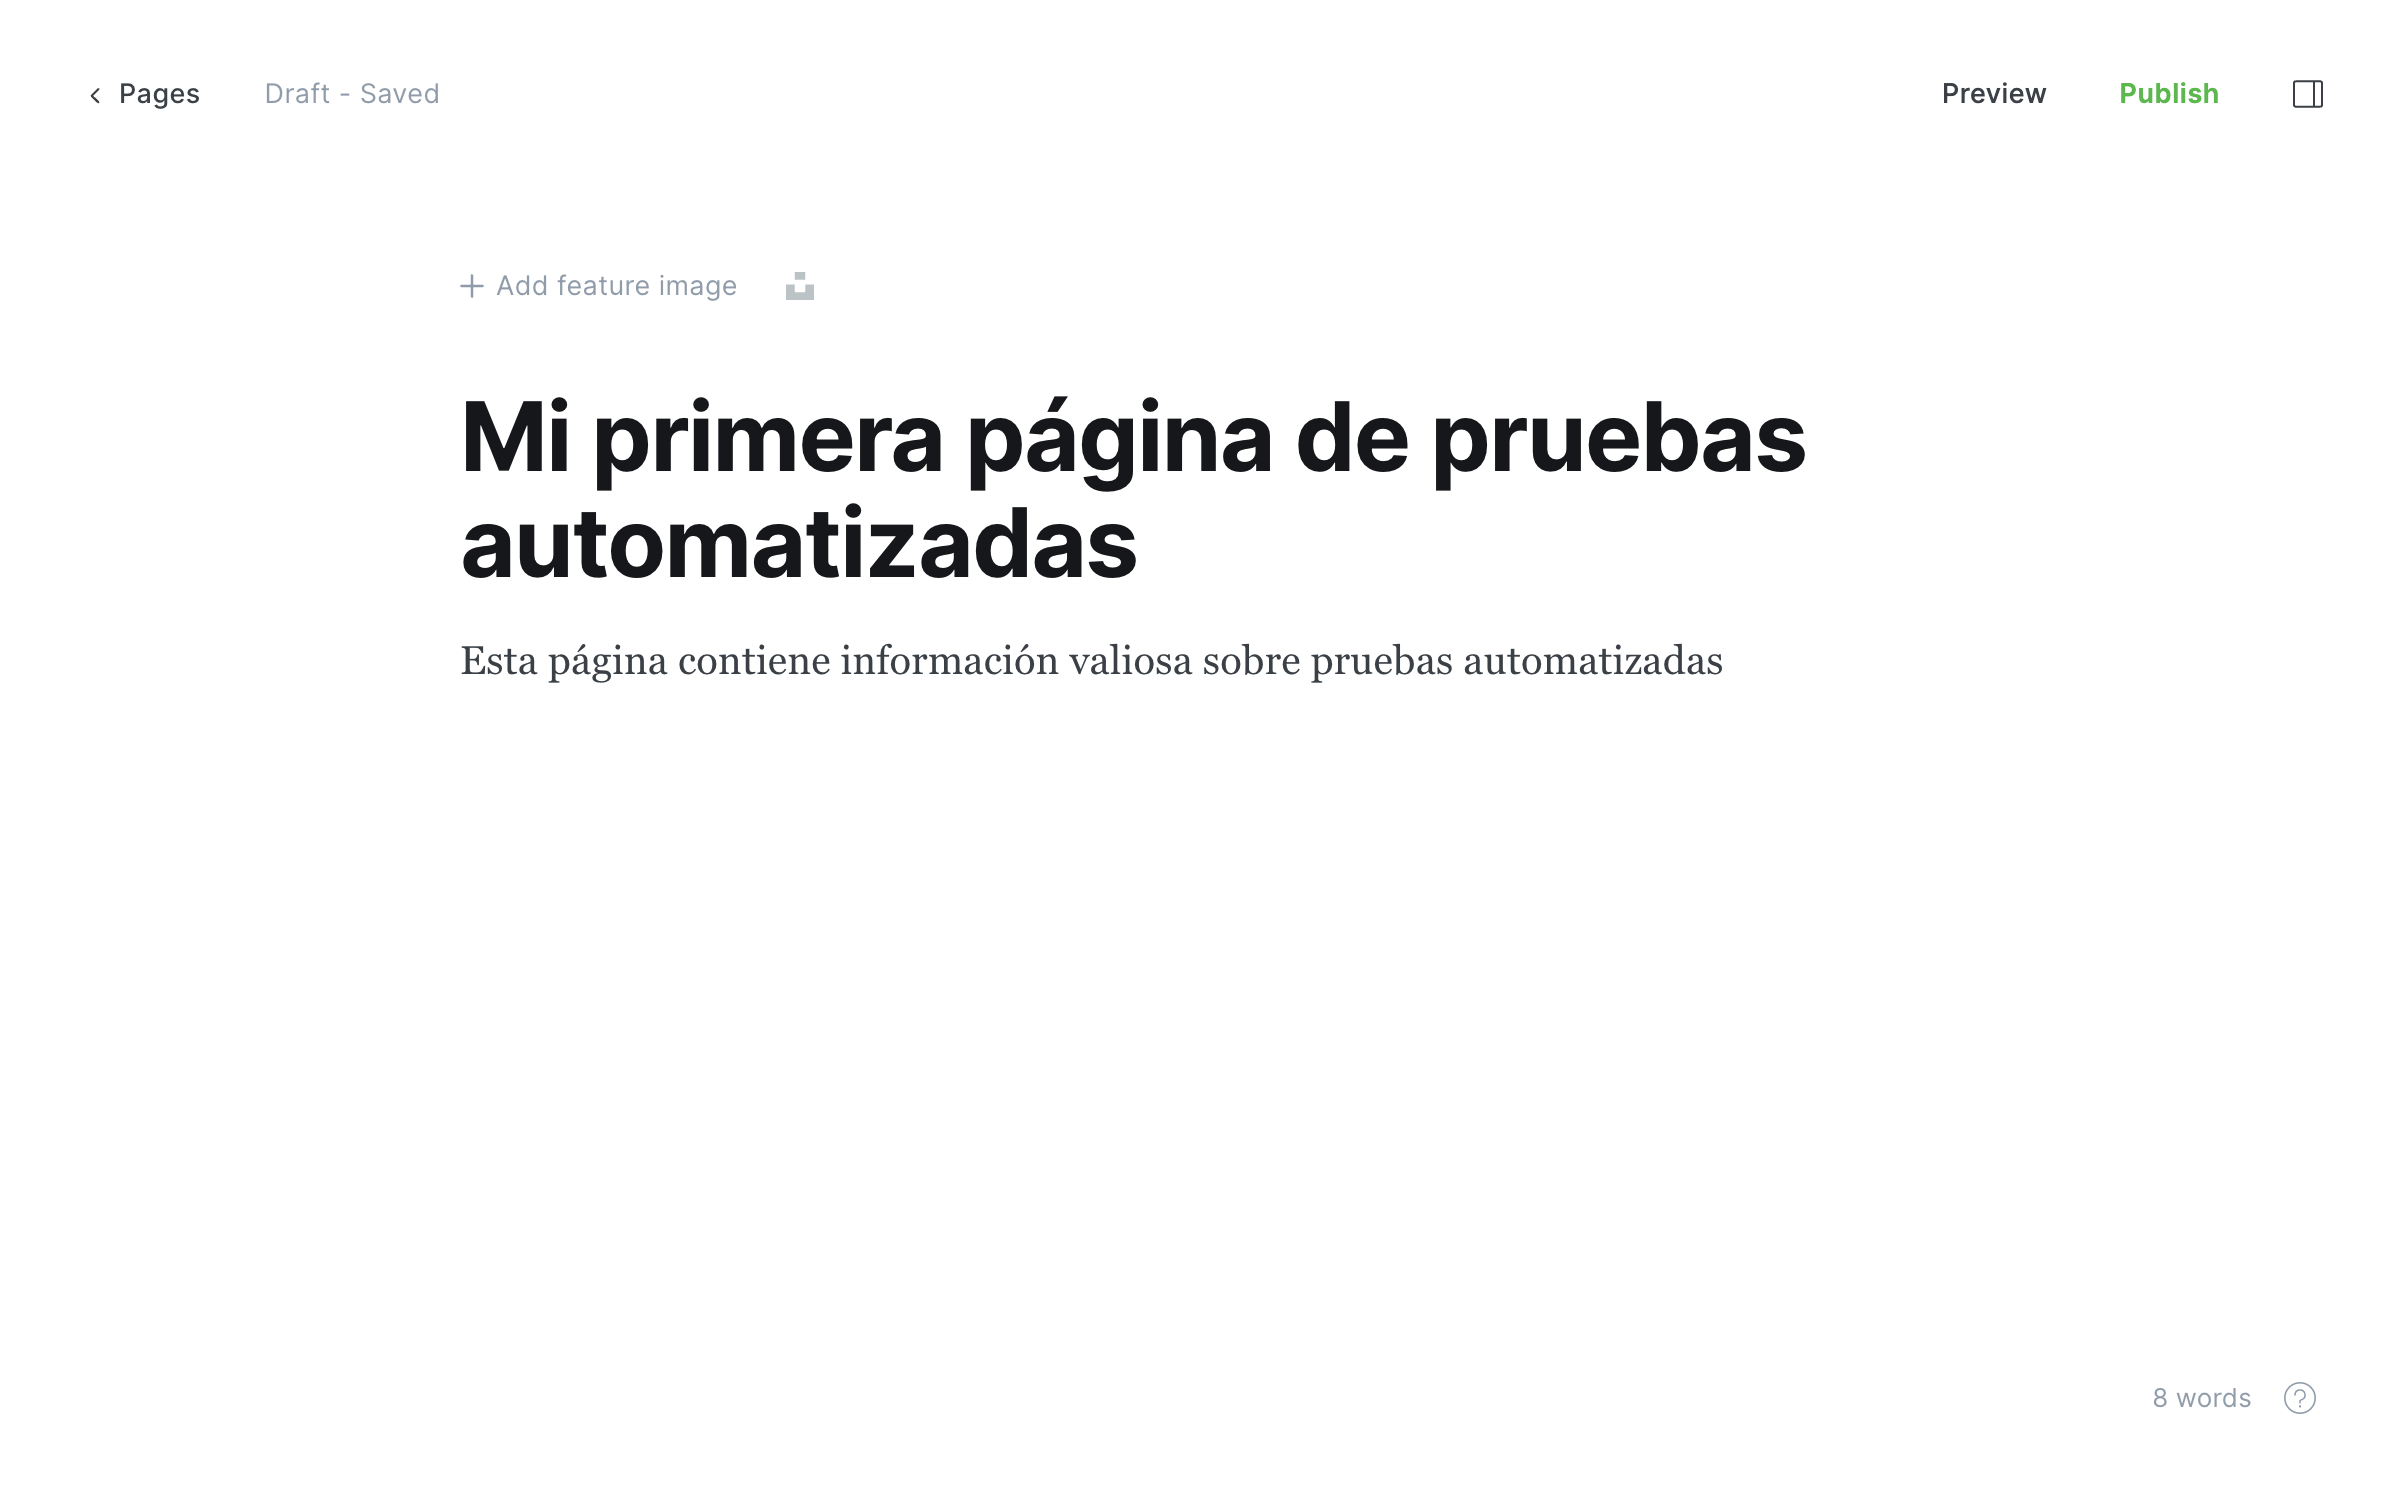 Pages
Draft - Saved
Preview
Publish
Add feature image
Mi primera página de pruebas
automatizadas
Esta página contiene información valiosa sobre pruebas automatizadas
8 words
?